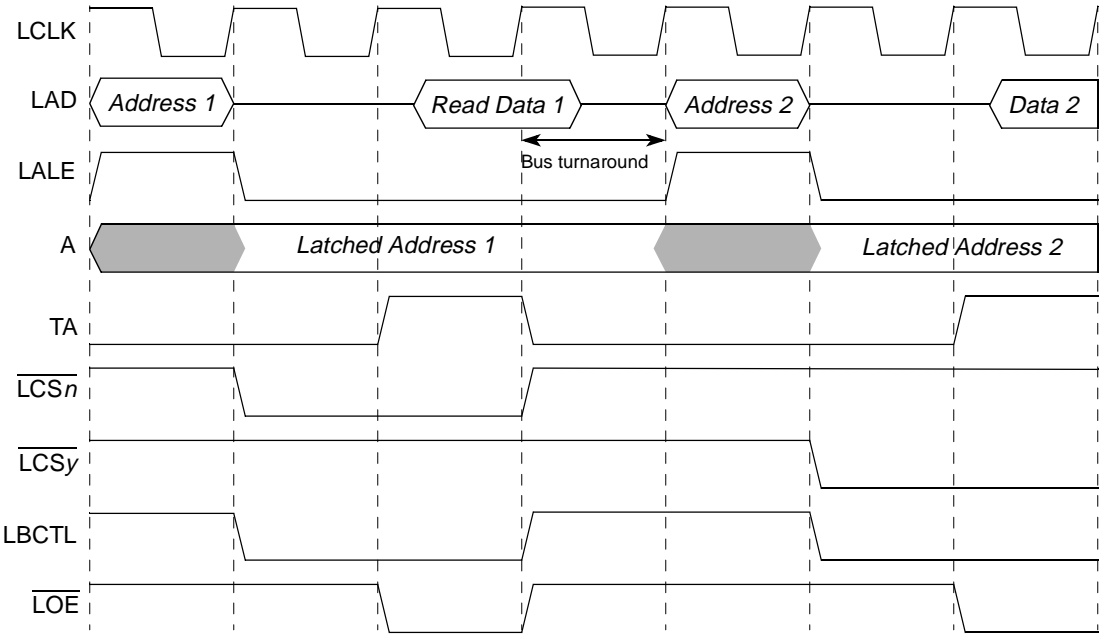 LCLK
LAD Address 1 Read Data 1 Address 2 Data 2
Bus turnaround
LALE
A Latched Address 1 Latched Address 2
TA
LCSn
LCSy
LBCTL
LOE